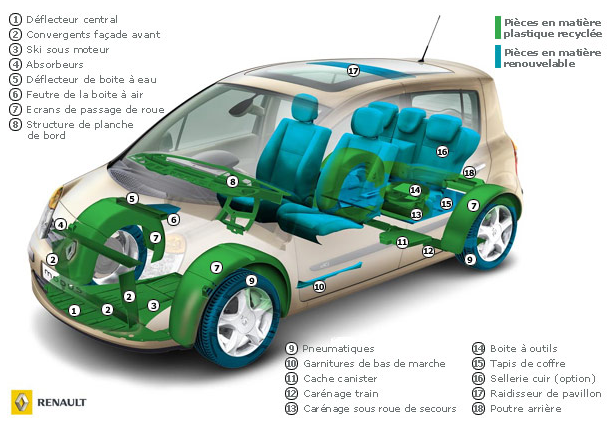 1 Déflecteur central
2 Convergents façade avant
3 Ski sous moteur
4 Absorbeurs
5 Déflecteur de boite à eau
6 Feutre de la boite à air
7 Ecrans de passage de roue
8 Structure de planche
de bord
Pièces en matière
plastique recyclée
Pièces en matière
renouvelable
17
16
18
8
14
15
13
7
5
6
4
7
11
12
9
2
7
10
9
1
2
2
3
9 Pneumatiques
10 Garnitures de bas de marche
11 Cache canister
12 Carénage train
13 Carénage sous roue de secours
14 Boite à outils
15 Tapis de coffre
16 Sellerie cuir (option)
17 Raidisseur de pavillon
18 Poutre arrière
RENAULT